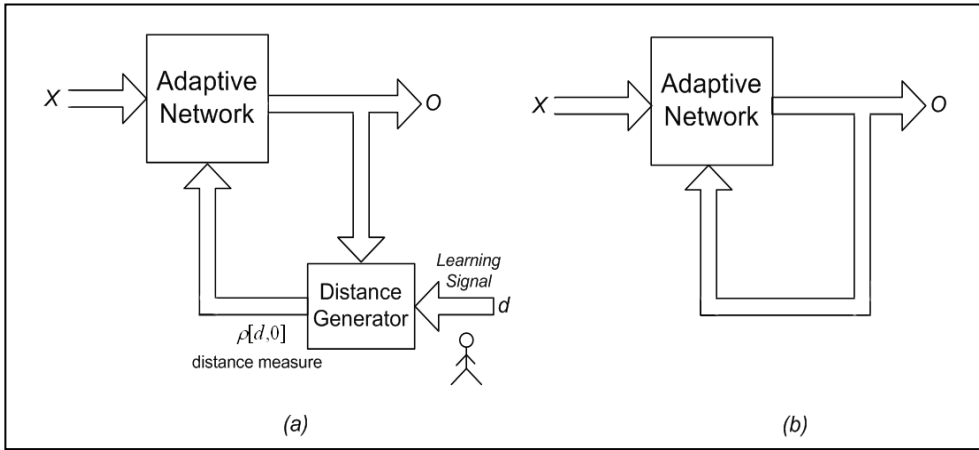 Adaptive
Network
X
O
Learning
Signal
Distance
Generator
d
ρ[d,0]
distance measure
(a)
Adaptive
Network
X
O
(b)